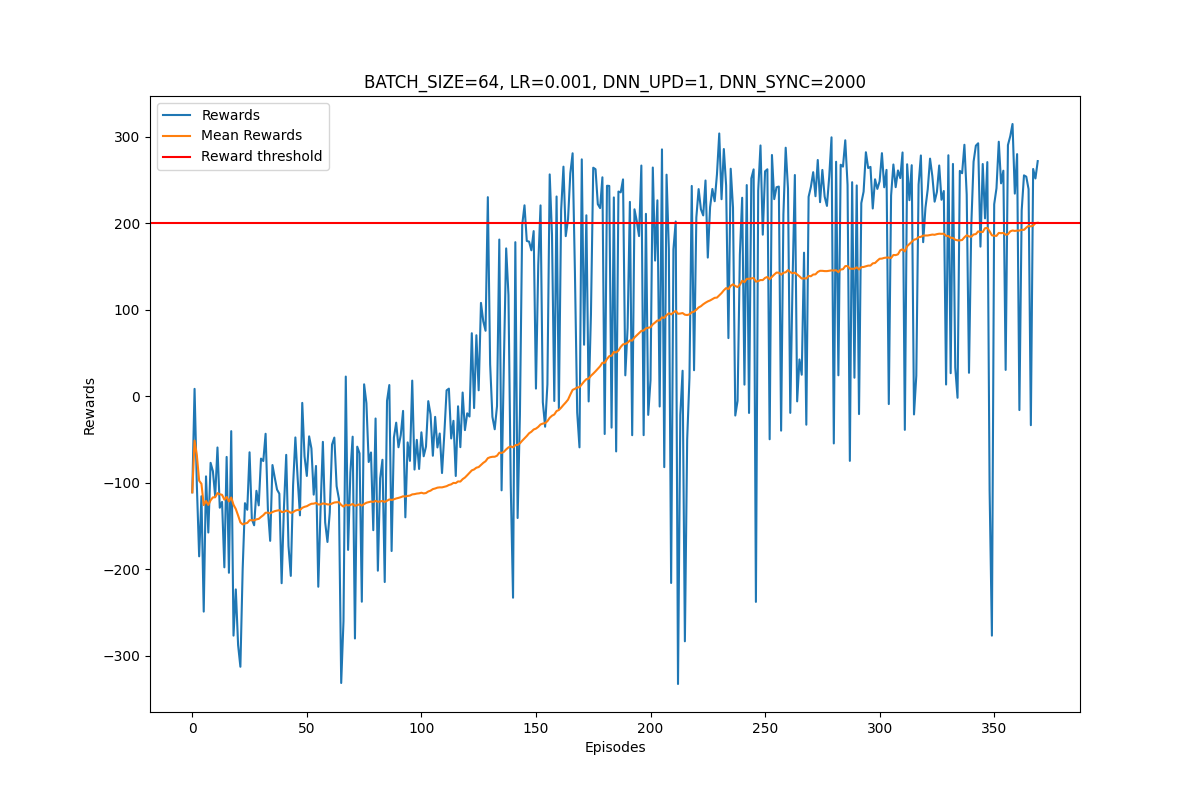 BATCH_SIZE=64, LR=0.001, DNN_UPD=1, DNN_SYNC=2000
Rewards
Mean Rewards
Reward threshold
300
200
100
0
−100
−200
−300
Rewards
0 50 100 150 200 250 300 350
Episodes